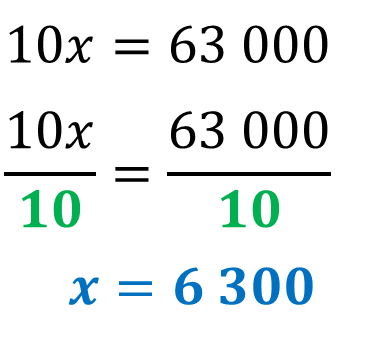 10x = 63 000
10x/10 = 63 000/10
x = 6 300